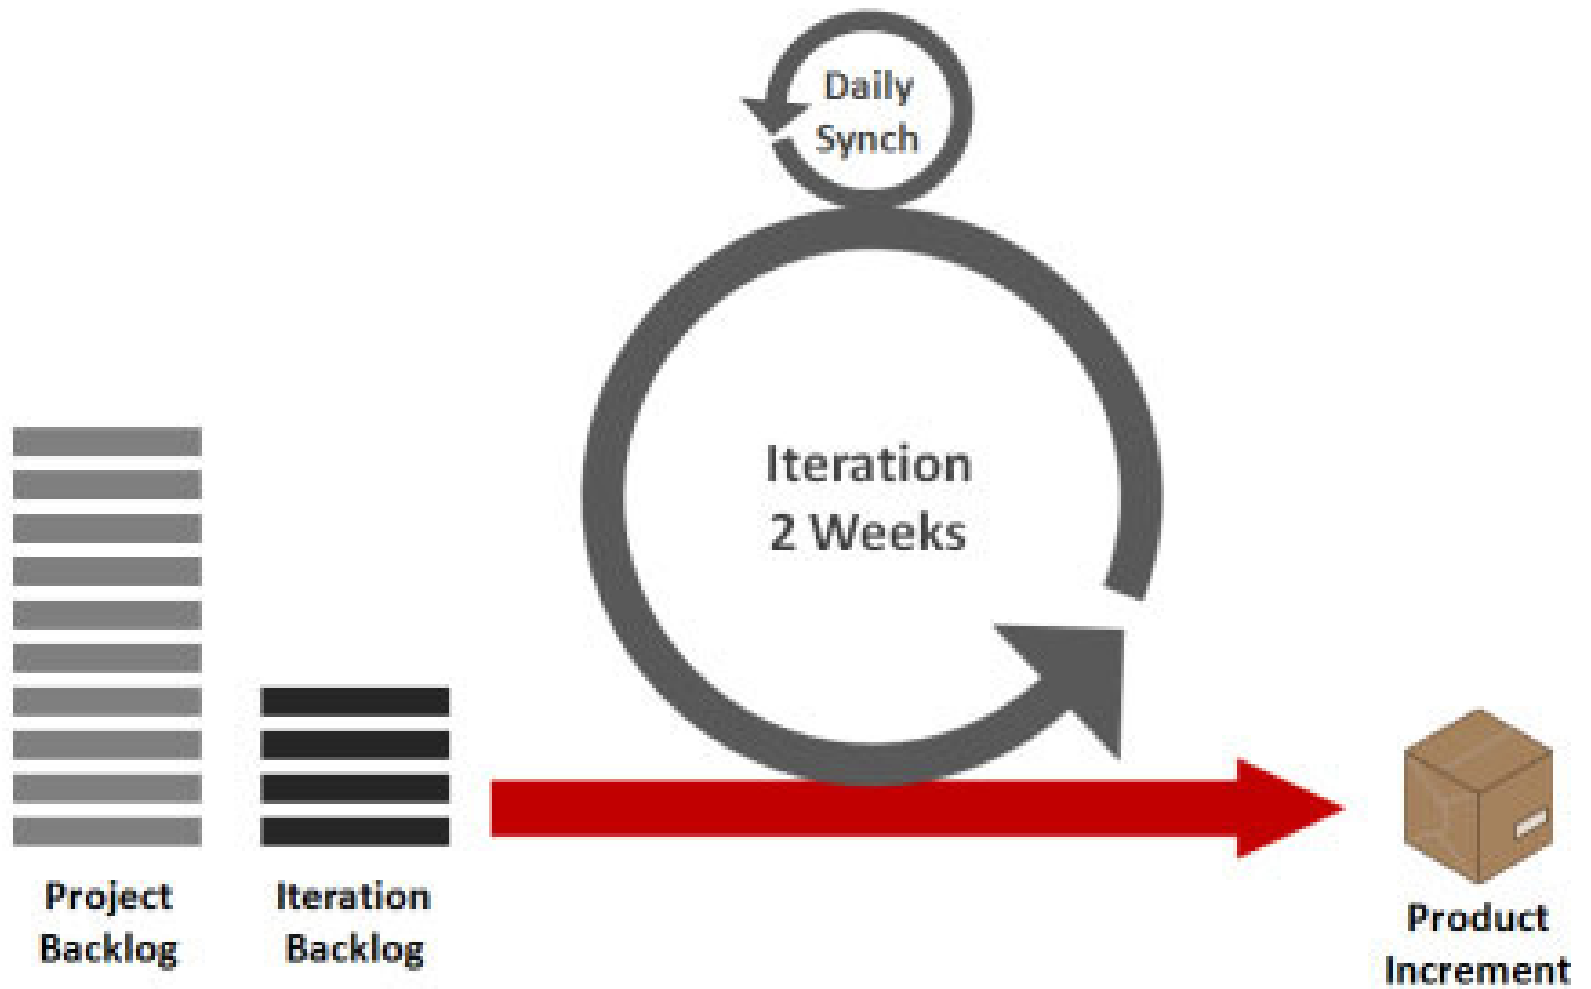 Daily
Synch
Iteration
2 Weeks
Project
Backlog
Iteration
Backlog
Product
Increment